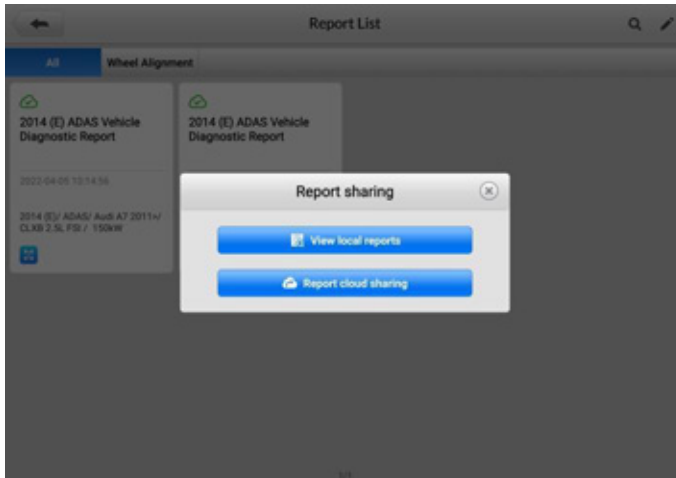 Report List
All
Wheel Alignment
2014 (E) ADAS Vehicle
Diagnostic Report
2014 (E) ADAS Vehicle
Diagnostic Report
2022-04-05 10:14:56
2014 (E)/ ADAS/ Audi A7 2011>/
CLXB 2.5L FSI / 150kW
Report sharing
View local reports
Report cloud sharing